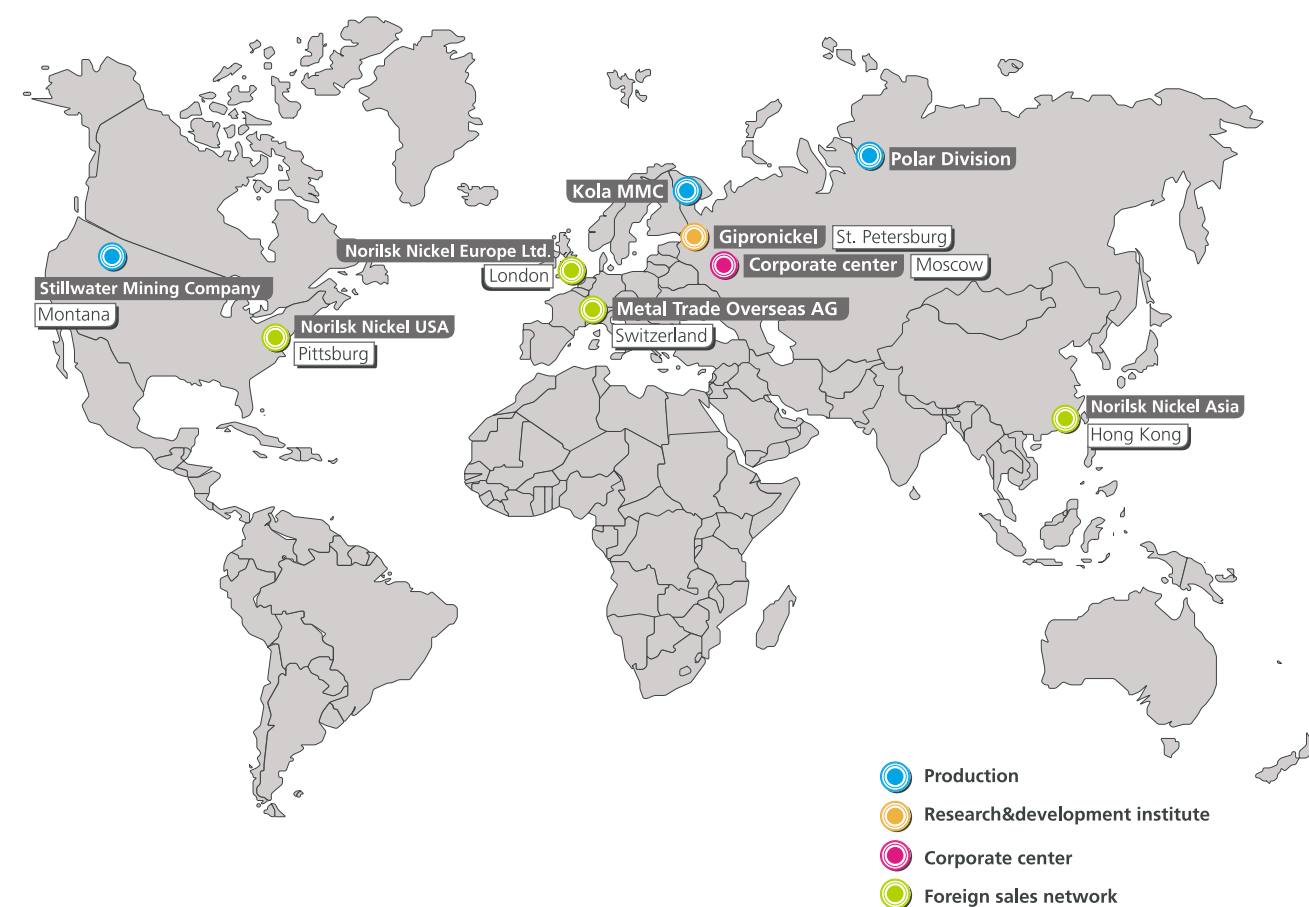 Polar Division
Kola MMC
Gipronickel
St. Petersburg
Norilsk Nickel Europe Ltd.
London
Corporate center
Moscow
Stillwater Mining Company
Montana
Metal Trade Overseas AG
Switzerland
Norilsk Nickel USA
Pittsburg
Norilsk Nickel Asia
Hong Kong
Production
Research&development institute
Corporate center
Foreign sales network